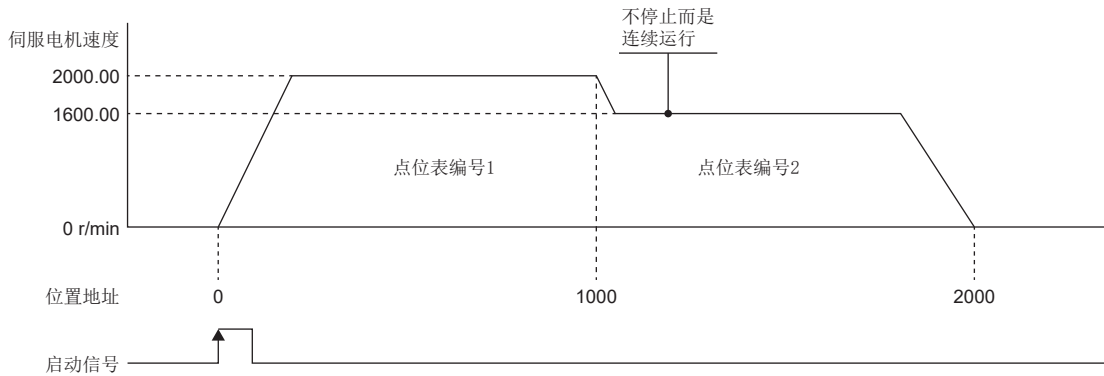 不停止而是
连续运行
伺服电机速度
2000.00
1600.00
点位表编号1
点位表编号2
0 r/min
位置地址
0
1000
2000
启动信号